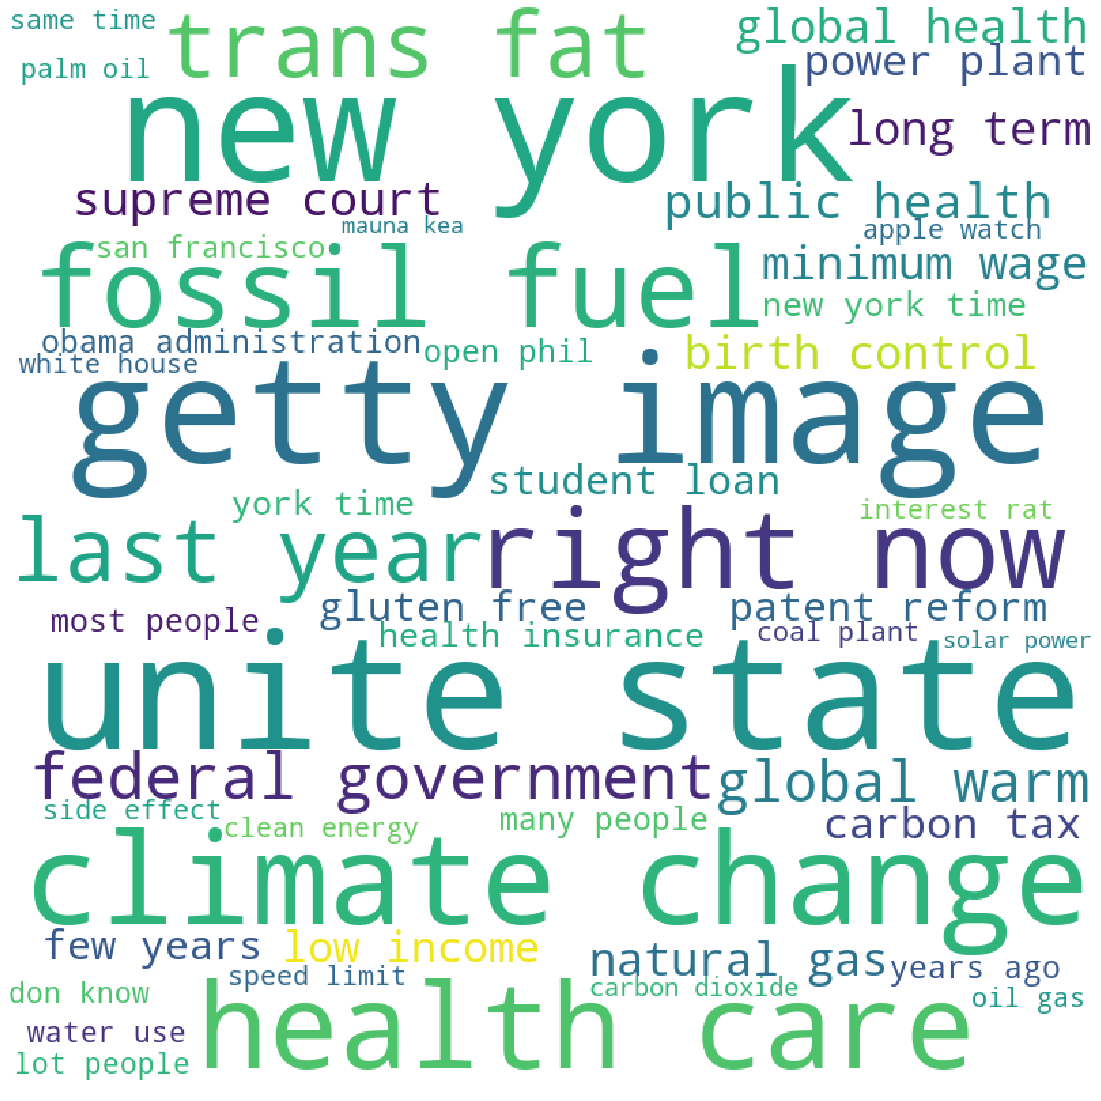 same time
trans fat
global health
palm oil
power plant
new york
long term
supreme court
public health
mauna kea
apple watch
san francisco
fossil fuel
minimum wage
new york time
obama administration
open phil
birth control
white house
getty image
student loan
york time
interest rat
last year
right now
gluten free
patent reform
most people
health insurance
coal plant
solar power
unite state
federal government
global warm
side effect
clean energy
many people
carbon tax
climate change
few years
low income
natural gas
years ago
speed limit
carbon dioxide
don know
oil gas
water use
health care
lot people